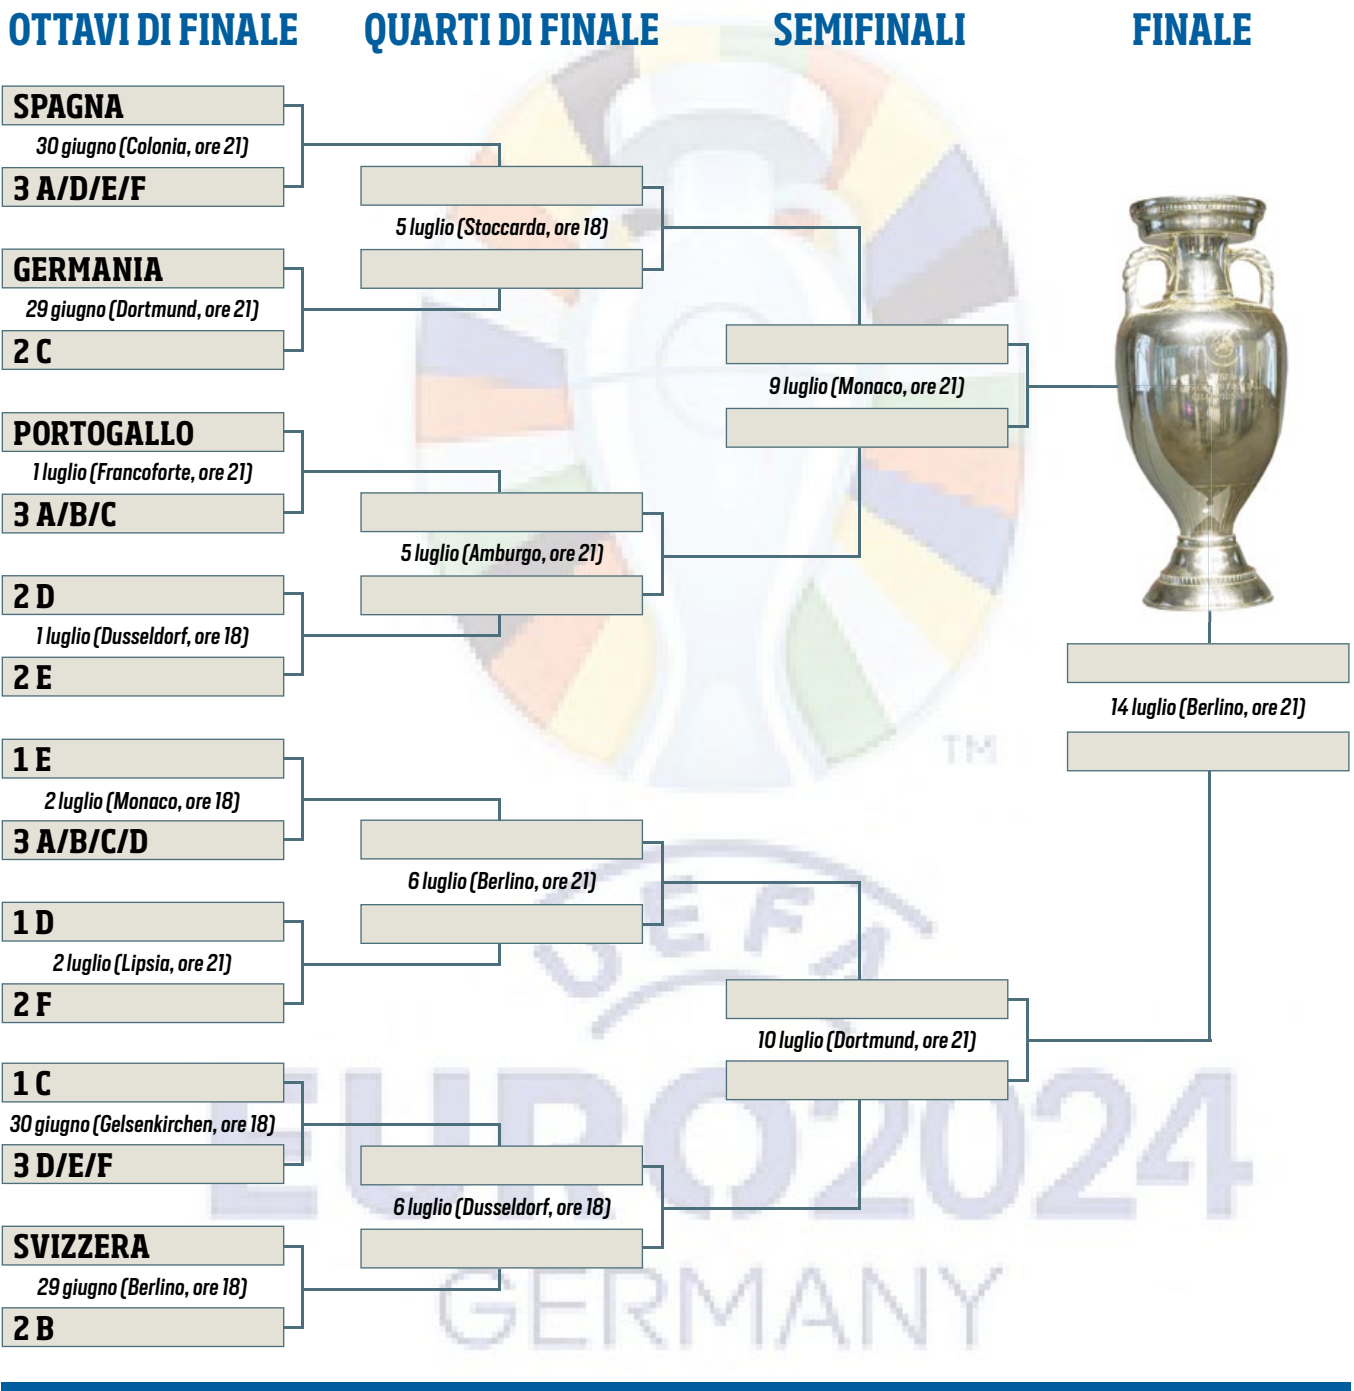 OTTAVI DI FINALE QUARTI DI FINALE SEMIFINALI FINALE
SPAGNA
30 giugno (Colonia, ore 21)
3 A/D/E/F
5 luglio (Stoccarda, ore 18)
GERMANIA
29 giugno (Dortmund, ore 21)
2 C
9 luglio (Monaco, ore 21)
PORTOGALLO
1 luglio (Francoforte, ore 21)
3 A/B/C
5 luglio (Amburgo, ore 21)
2 D
1 luglio (Dusseldorf, ore 18)
2 E
14 luglio (Berlino, ore 21)
TM
1 E
2 luglio (Monaco, ore 18)
3 A/B/C/D
6 luglio (Berlino, ore 21)
1 D
2 luglio (Lipsia, ore 21)
2 F
UEFA
10 luglio (Dortmund, ore 21)
1 C
30 giugno (Gelsenkirchen, ore 18)
3 D/E/F
EURO2024
6 luglio (Dusseldorf, ore 18)
SVIZZERA
29 giugno (Berlino, ore 18)
2 B
GERMANY